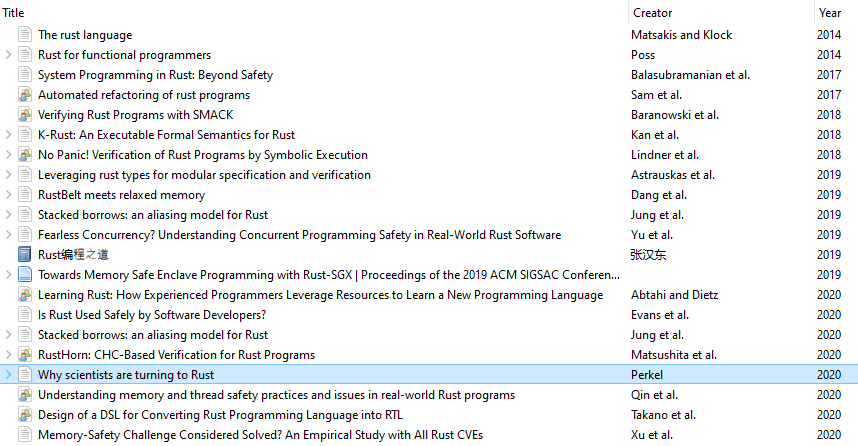 Title Creator Year
The rust language Matsakis and Klock 2014
Rust for functional programmers Poss 2014
System Programming in Rust: Beyond Safety Balasubramanian et al. 2017
Automated refactoring of rust programs Sam et al. 2017
Verifying Rust Programs with SMACK Baranowski et al. 2018
K-Rust: An Executable Formal Semantics for Rust Kan et al. 2018
No Panic! Verification of Rust Programs by Symbolic Execution Lindner et al. 2018
Leveraging rust types for modular specification and verification Astrauskas et al. 2019
RustBelt meets relaxed memory Dang et al. 2019
Stacked borrows: an aliasing model for Rust Jung et al. 2019
Fearless Concurrency? Understanding Concurrent Programming Safety in Real-World Rust Software Yu et al. 2019
Rust编程之道 张汉东 2019
Towards Memory Safe Enclave Programming with Rust-SGX | Proceedings of the 2019 ACM SIGSAC Conferen... 2019
Learning Rust: How Experienced Programmers Leverage Resources to Learn a New Programming Language Abtahi and Dietz 2020
Is Rust Used Safely by Software Developers? Evans et al. 2020
Stacked borrows: an aliasing model for Rust Jung et al. 2020
RustHorn: CHC-Based Verification for Rust Programs Matsushita et al. 2020
Why scientists are turning to Rust Perkel 2020
Understanding memory and thread safety practices and issues in real-world Rust programs Qin et al. 2020
Design of a DSL for Converting Rust Programming Language into RTL Takano et al. 2020
Memory-Safety Challenge Considered Solved? An Empirical Study with All Rust CVEs Xu et al. 2020